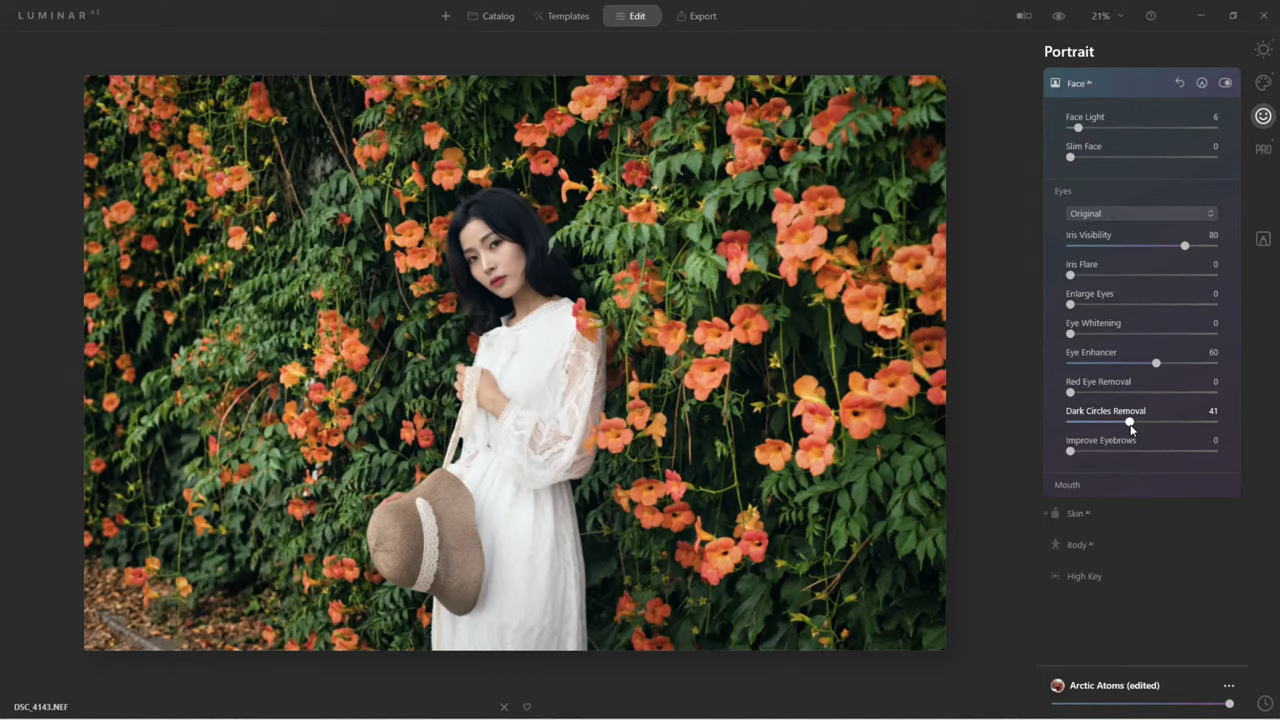 LUMINAR AI
Catalog
Templates
Edit
Export
21%
Portrait
Face AI
Face Light 6
Slim Face 0
Eyes
Original
Iris Visibility 80
Iris Flare 0
Enlarge Eyes 0
Eye Whitening 0
Eye Enhancer 60
Red Eye Removal 0
Dark Circles Removal 41
Improve Eyebrows 0
Mouth
Skin AI
Body AI
High Key
PRO
Arctic Atoms (edited)
DSC_4143.NEF